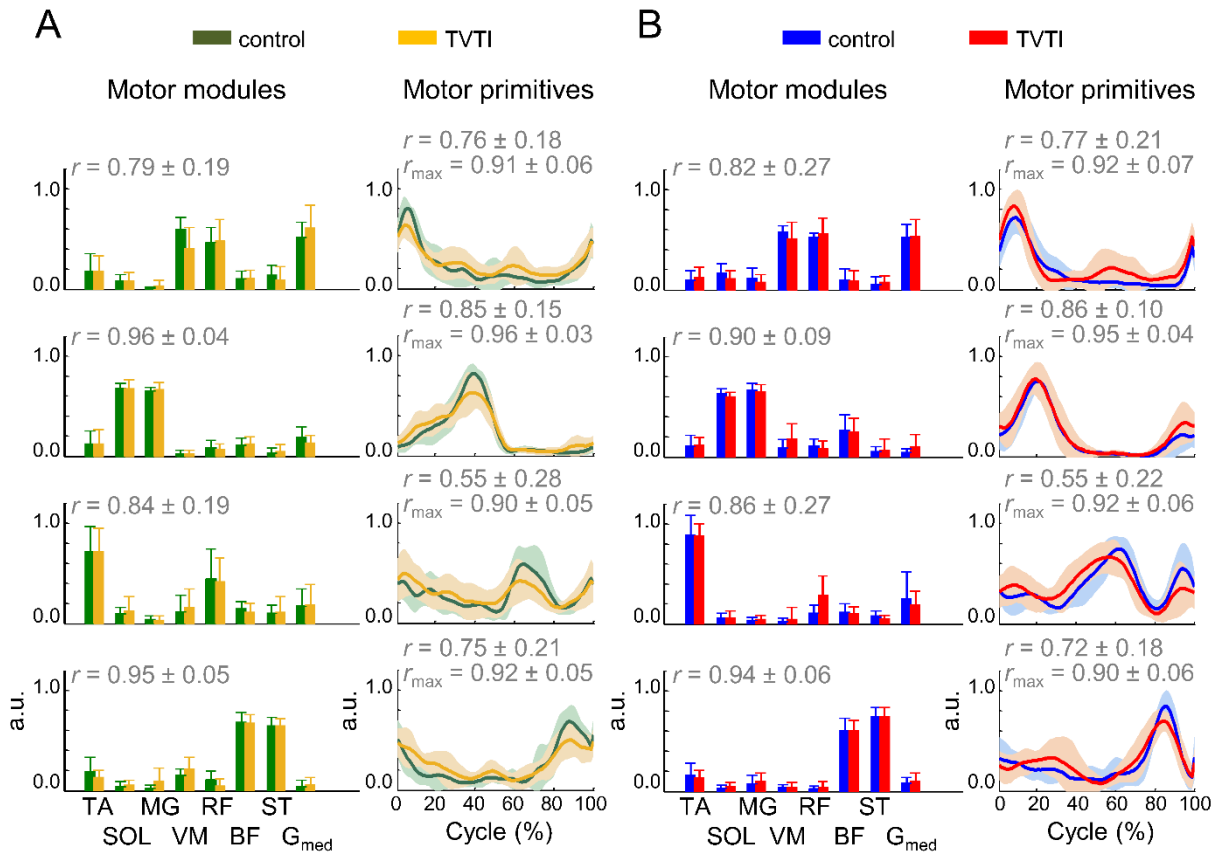 A
control
TVTI
B
control
TVTI
Motor modules
Motor primitives
Motor modules
Motor primitives
r = 0.79 ± 0.19
1.0
0.0
r = 0.76 ± 0.18
rmax = 0.91 ± 0.06
1.0
0.0
r = 0.82 ± 0.27
1.0
0.0
r = 0.77 ± 0.21
rmax = 0.92 ± 0.07
1.0
0.0
r = 0.96 ± 0.04
1.0
0.0
r = 0.85 ± 0.15
rmax = 0.96 ± 0.03
1.0
0.0
r = 0.90 ± 0.09
1.0
0.0
r = 0.86 ± 0.10
rmax = 0.95 ± 0.04
1.0
0.0
r = 0.84 ± 0.19
1.0
0.0
r = 0.55 ± 0.28
rmax = 0.90 ± 0.05
1.0
0.0
r = 0.86 ± 0.27
1.0
0.0
r = 0.55 ± 0.22
rmax = 0.92 ± 0.06
1.0
0.0
r = 0.95 ± 0.05
a.u.
1.0
0.0
TA MG RF ST
SOL VM BF Gmed
r = 0.75 ± 0.21
rmax = 0.92 ± 0.05
a.u.
1.0
0.0
0 20 40 60 80 100
Cycle (%)
r = 0.94 ± 0.06
a.u.
1.0
0.0
TA MG RF ST
SOL VM BF Gmed
r = 0.72 ± 0.18
rmax = 0.90 ± 0.06
a.u.
1.0
0.0
0 20 40 60 80 100
Cycle (%)